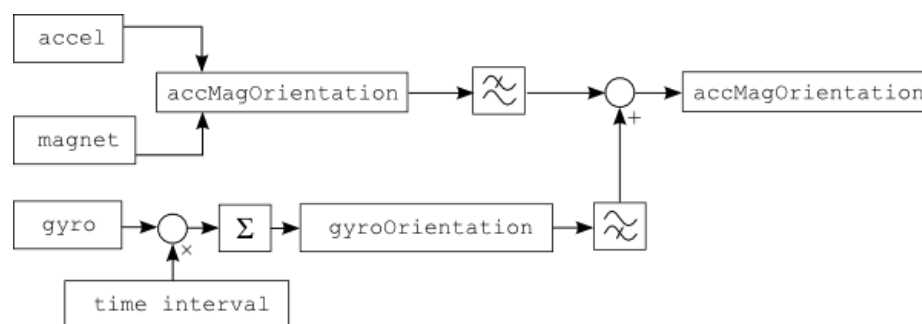 accel
accMagOrientation
accMagOrientation
magnet
+
gyro
×
Σ
gyroOrientation
time interval